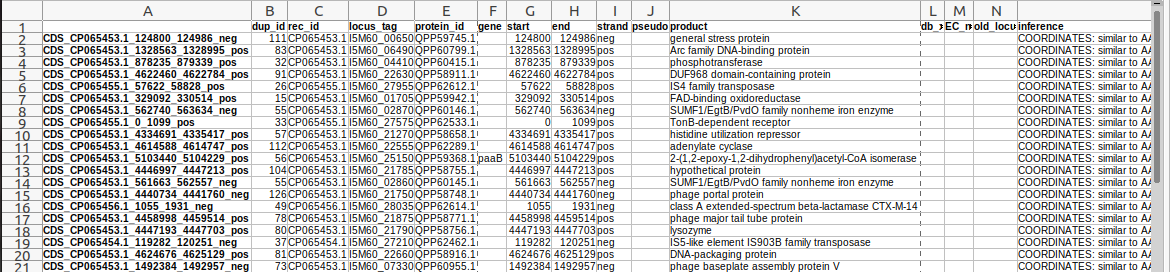 A B C D E F G H I J K L M N
1 dup_id rec_id locus_tag protein_id gene start end strand pseudo product db_x EC_n old_locu inference
2 CDS_CP065453.1_124800_124986_neg 111 CP065453.1 I5M60_00650 QPP59745.1 124800 124986 neg general stress protein COORDINATES: similar to AA
3 CDS_CP065453.1_1328563_1328995_pos 83 CP065453.1 I5M60_06490 QPP60799.1 1328563 1328995 pos Arc family DNA-binding protein COORDINATES: similar to AA
4 CDS_CP065453.1_878235_879339_pos 32 CP065453.1 I5M60_04410 QPP60415.1 878235 879339 pos phosphotransferase COORDINATES: similar to AA
5 CDS_CP065453.1_4622460_4622784_pos 91 CP065453.1 I5M60_22630 QPP58911.1 4622460 4622784 pos DUF968 domain-containing protein COORDINATES: similar to AA
6 CDS_CP065455.1_57622_58828_pos 26 CP065455.1 I5M60_27955 QPP62612.1 57622 58828 pos IS4 family transposase COORDINATES: similar to AA
7 CDS_CP065453.1_329092_330514_pos 15 CP065453.1 I5M60_01705 QPP59942.1 329092 330514 pos FAD-binding oxidoreductase COORDINATES: similar to AA
8 CDS_CP065453.1_562740_563634_neg 55 CP065453.1 I5M60_02870 QPP60146.1 562740 563634 neg SUMF1/EgtB/PvdO family nonheme iron enzyme COORDINATES: similar to AA
9 CDS_CP065455.1_0_1099_pos 33 CP065455.1 I5M60_27575 QPP62533.1 0 1099 pos TonB-dependent receptor COORDINATES: similar to AA
10 CDS_CP065453.1_4334691_4335417_pos 57 CP065453.1 I5M60_21270 QPP58658.1 4334691 4335417 pos histidine utilization repressor COORDINATES: similar to AA
11 CDS_CP065453.1_4614588_4614747_pos 112 CP065453.1 I5M60_22555 QPP62289.1 4614588 4614747 pos adenylate cyclase COORDINATES: similar to AA
12 CDS_CP065453.1_5103440_5104229_pos 56 CP065453.1 I5M60_25150 QPP59368.1 paaB 5103440 5104229 pos 2-(1,2-epoxy-1,2-dihydrophenyl)acetyl-CoA isomerase COORDINATES: similar to AA
13 CDS_CP065453.1_4446997_4447213_pos 104 CP065453.1 I5M60_21785 QPP58755.1 4446997 4447213 pos hypothetical protein COORDINATES: similar to AA
14 CDS_CP065453.1_561663_562557_neg 55 CP065453.1 I5M60_02860 QPP60145.1 561663 562557 neg SUMF1/EgtB/PvdO family nonheme iron enzyme COORDINATES: similar to AA
15 CDS_CP065453.1_4440734_4441760_neg 126 CP065453.1 I5M60_21750 QPP58748.1 4440734 4441760 neg phage portal protein COORDINATES: similar to AA
16 CDS_CP065456.1_1055_1931_neg 49 CP065456.1 I5M60_28035 QPP62614.1 1055 1931 neg class A extended-spectrum beta-lactamase CTX-M-14 COORDINATES: similar to AA
17 CDS_CP065453.1_4458998_4459514_pos 78 CP065453.1 I5M60_21875 QPP58771.1 4458998 4459514 pos phage major tail tube protein COORDINATES: similar to AA
18 CDS_CP065453.1_4447193_4447703_pos 80 CP065453.1 I5M60_21790 QPP58756.1 4447193 4447703 pos lysozyme COORDINATES: similar to AA
19 CDS_CP065454.1_119282_120251_neg 37 CP065454.1 I5M60_27210 QPP62462.1 119282 120251 neg IS5-like element IS903B family transposase COORDINATES: similar to AA
20 CDS_CP065453.1_4624676_4625129_pos 81 CP065453.1 I5M60_22660 QPP58916.1 4624676 4625129 pos DNA-packaging protein COORDINATES: similar to AA
21 CDS_CP065453.1_1492384_1492957_neg 73 CP065453.1 I5M60_07330 QPP60955.1 1492384 1492957 neg phage baseplate assembly protein V COORDINATES: similar to AA